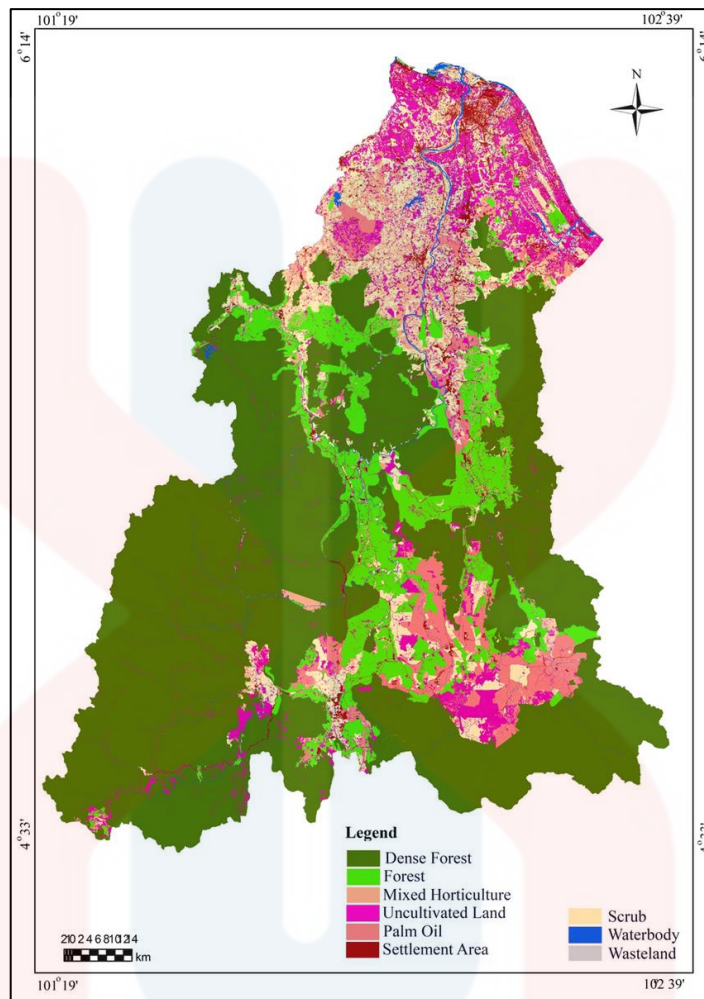 101°19' 102°39'
6°14' 6°14'
N
4°33'
Legend
Dense Forest
Forest
Mixed Horticulture
Uncultivated Land
Palm Oil
Settlement Area
Scrub
Waterbody
Wasteland
km
101°19' 102°39'